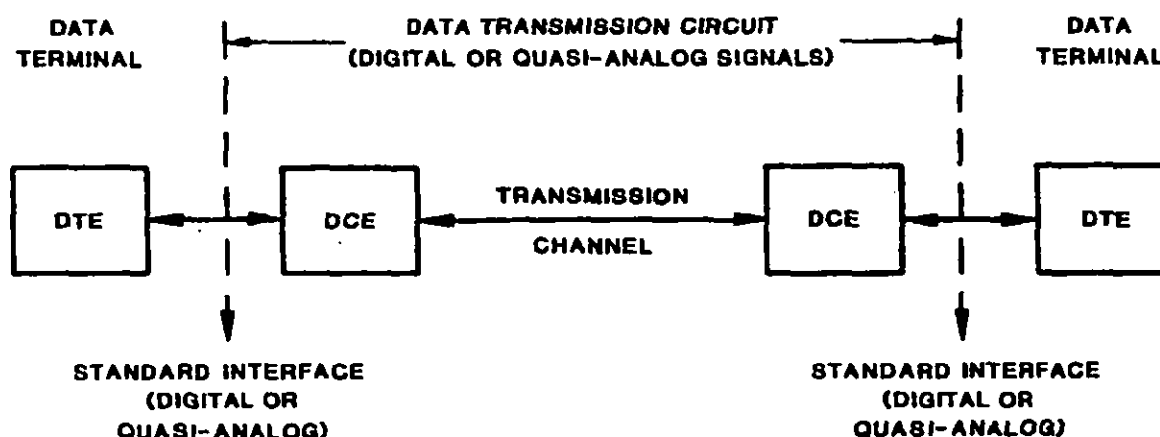 DATA
TERMINAL
DATA TRANSMISSION CIRCUIT
(DIGITAL OR QUASI-ANALOG SIGNALS)
DATA
TERMINAL
DTE
DCE
TRANSMISSION
CHANNEL
DCE
DTE
STANDARD INTERFACE
(DIGITAL OR
QUASI-ANALOG)
STANDARD INTERFACE
(DIGITAL OR
QUASI-ANALOG)